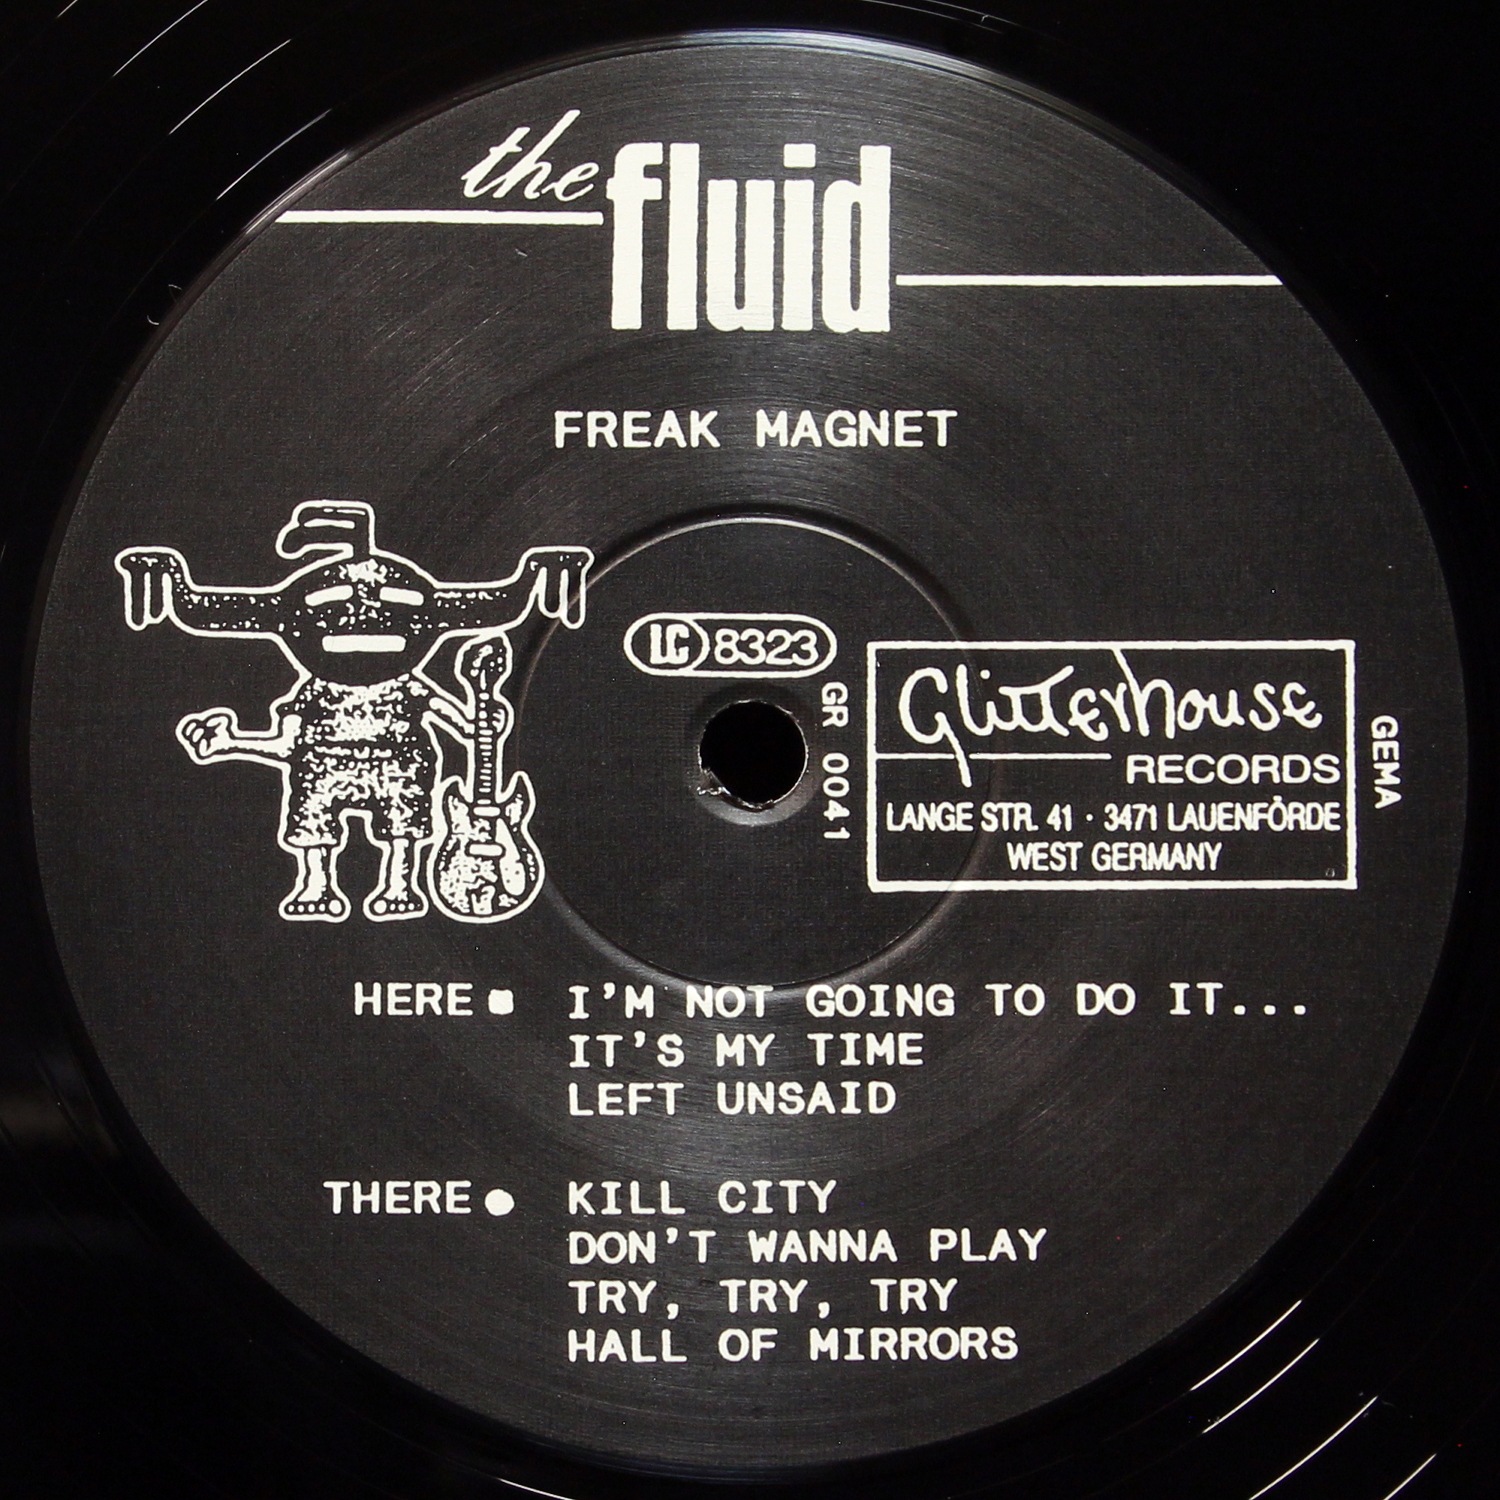 the fluid
FREAK MAGNET
LC 8323
GR 0041
Glitterhouse
RECORDS
LANGE STR. 41 · 3471 LAUENFÖRDE
WEST GERMANY
GEMA
HERE ■ I'M NOT GOING TO DO IT...
IT'S MY TIME
LEFT UNSAID
THERE ● KILL CITY
DON'T WANNA PLAY
TRY, TRY, TRY
HALL OF MIRRORS